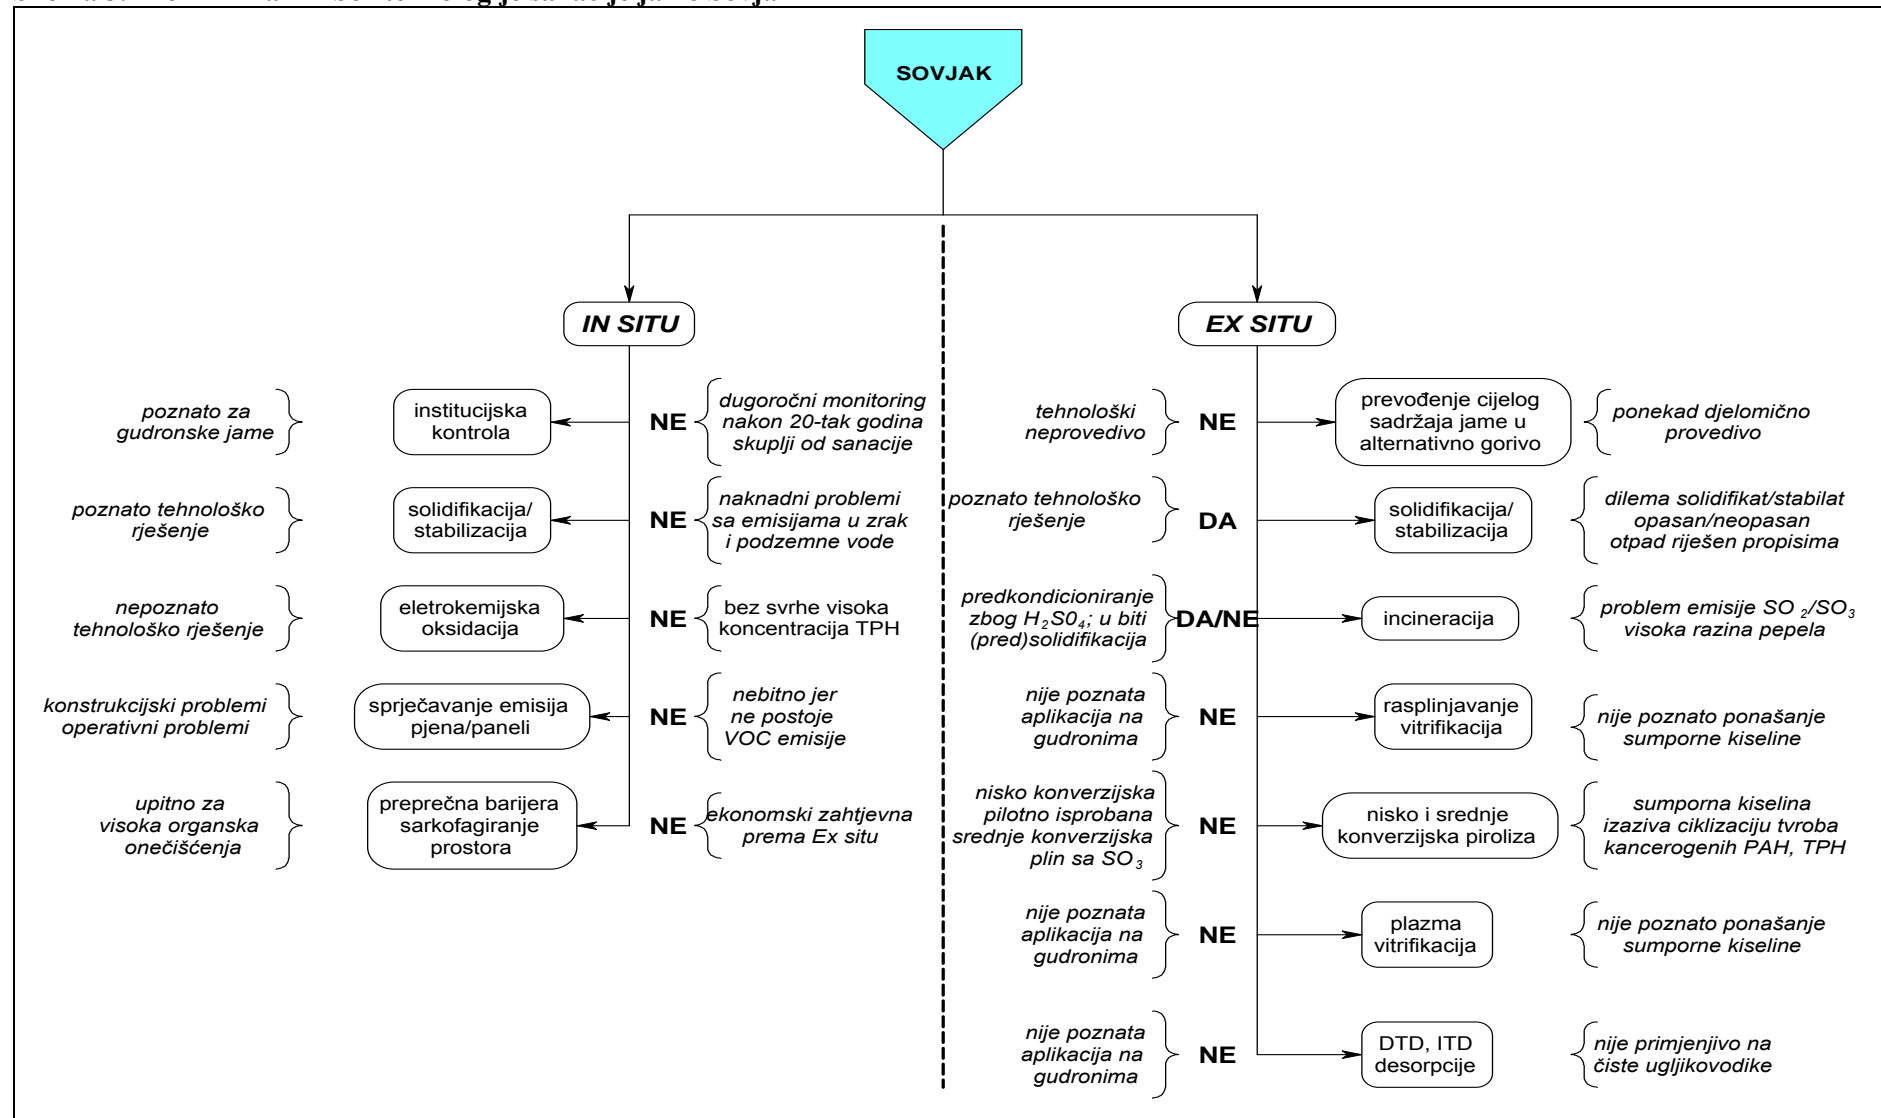 SOVJAK
IN SITU
poznato za
gudronske jame
institucijska
kontrola
NE
dugoročni monitoring
nakon 20-tak godina
skuplji od sanacije
poznato tehnološko
rješenje
solidifikacija/
stabilizacija
NE
naknadni problemi
sa emisijama u zrak
i podzemne vode
nepoznato
tehnološko rješenje
eletrokemijska
oksidacija
NE
bez svrhe visoka
koncentracija TPH
konstrukcijski problemi
operativni problemi
sprječavanje emisija
pjena/paneli
NE
nebitno jer
ne postoje
VOC emisije
upitno za
visoka organska
onečišćenja
preprečna barijera
sarkofagiranje
prostora
NE
ekonomski zahtjevna
prema Ex situ
EX SITU
tehnološki
neprovedivo
NE
prevođenje cijelog
sadržaja jame u
alternativno gorivo
ponekad djelomično
provedivo
poznato tehnološko
rješenje
DA
solidifikacija/
stabilizacija
dilema solidifikat/stabilat
opasan/neopasan
otpad riješen propisima
predkondicioniranje
zbog H₂S0₄; u biti
(pred)solidifikacija
DA/NE
incineracija
problem emisije SO₂/SO₃
visoka razina pepela
nije poznata
aplikacija na
gudronima
NE
rasplinjavanje
vitrifikacija
nije poznato ponašanje
sumporne kiseline
nisko konverzijska
pilotno isprobana
srednje konverzijska
plin sa SO₃
NE
nisko i srednje
konverzijska piroliza
sumporna kiselina
izaziva ciklizaciju tvroba
kancerogenih PAH, TPH
nije poznata
aplikacija na
gudronima
NE
plazma
vitrifikacija
nije poznato ponašanje
sumporne kiseline
nije poznata
aplikacija na
gudronima
NE
DTD, ITD
desorpcije
nije primjenjivo na
čiste ugljikovodike